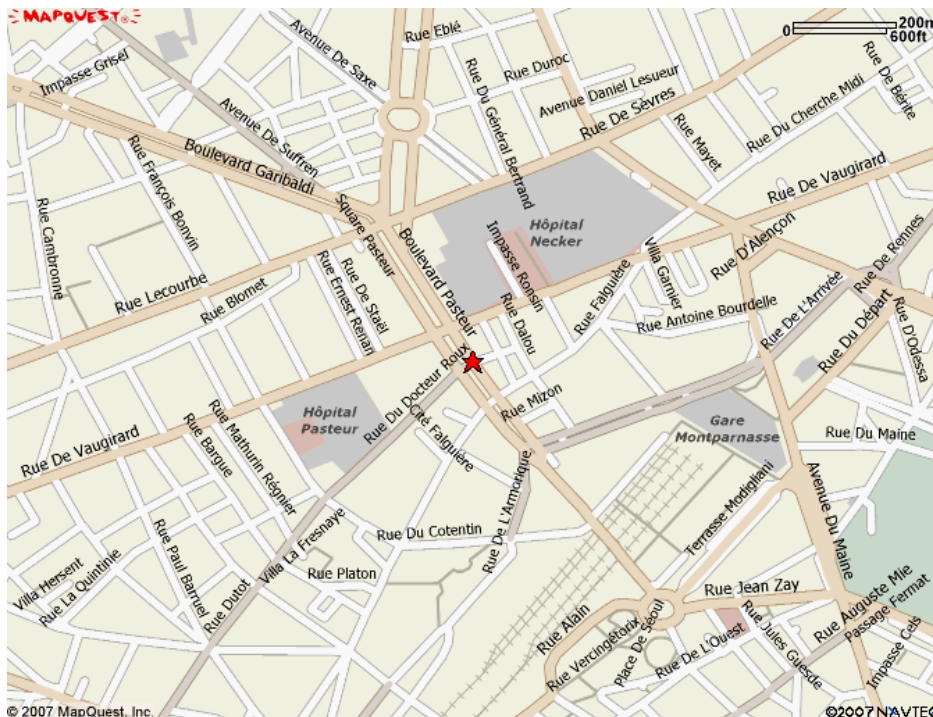 MAPQUEST
0 200m
600ft
Rue Eblé
Avenue De Saxe
Impasse Grisel
Rue Duroc
Avenue Daniel Lesueur
Rue De Bérite
Rue Du Cherche Midi
Avenue De Suffren
Rue Du Général Bertrand
Rue De Sèvres
Rue Mayet
Boulevard Garibaldi
Rue François Bonvin
Rue De Vaugirard
Rue Cambronne
Square Pasteur
Boulevard Pasteur
Hôpital
Necker
Impasse Ronsin
Rue D'Alençon
Villa Garnier
Rue De Rennes
Rue Lecourbe
Rue Blomet
Rue De Staël
Rue Ernest Renan
Rue Falguière
Rue Dalou
Rue Antoine Bourdelle
Rue De L'Arrivée
Rue Du Départ
Rue D'Odessa
Rue Du Docteur Roux
Rue Mizon
Hôpital
Pasteur
Cité Falguière
Gare
Montparnasse
Rue Du Maine
Rue De Vaugirard
Rue Bargue
Rue Mathurin Régnier
Rue De L'Armorique
Terrasse Modigliani
Avenue Du Maine
Rue Du Cotentin
Villa La Fresnaye
Rue Platon
Villa Hersent
Rue La Quintinie
Rue Paul Barruel
Rue Dutot
Rue Jean Zay
Rue Alain
Rue Vercingétorix
Place De Séoul
Rue De L'Ouest
Rue Jules Guesde
Rue Auguste Mie
Passage Fermat
Impasse Cels
© 2007 MapQuest, Inc.
©2007 NAVTEQ